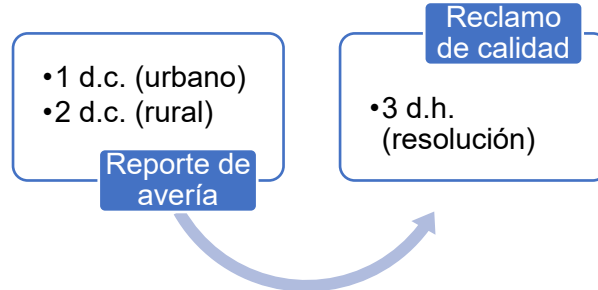 •1 d.c. (urbano)
•2 d.c. (rural)
Reporte de
avería
Reclamo
de calidad
•3 d.h.
(resolución)